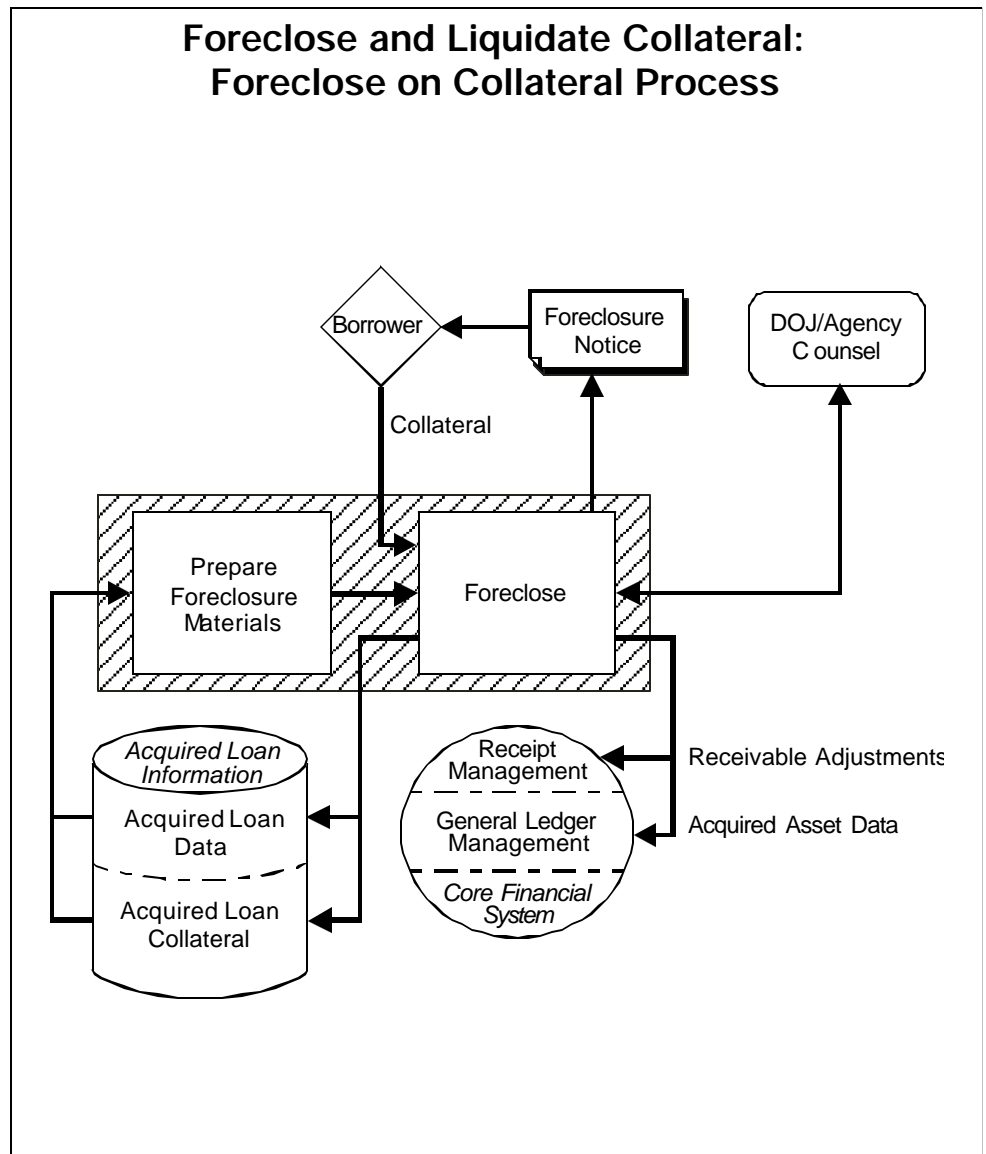 Foreclose and Liquidate Collateral:
Foreclose on Collateral Process
Borrower
Foreclosure
Notice
DOJ/Agency
Counsel
Collateral
Prepare
Foreclosure
Materials
Foreclose
Acquired Loan
Information
Acquired Loan
Data
Acquired Loan
Collateral
Receipt
Management
General Ledger
Management
Core Financial
System
Receivable Adjustments
Acquired Asset Data